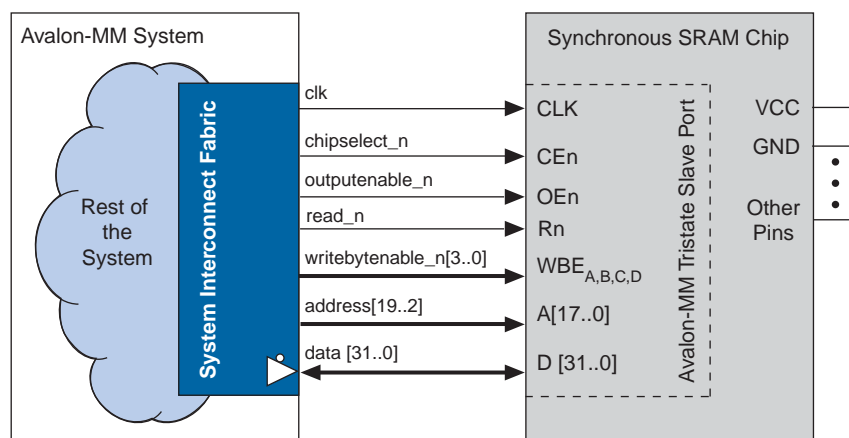 Avalon-MM System
Synchronous SRAM Chip
Rest of
the
System
System Interconnect Fabric
clk
chipselect_n
outputenable_n
read_n
writebytenable_n[3..0]
address[19..2]
data [31..0]
CLK
CEn
OEn
Rn
WBEA,B,C,D
A[17..0]
D [31..0]
Avalon-MM Tristate Slave Port
VCC
GND
Other
Pins